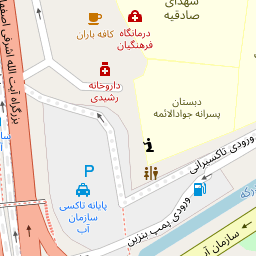 شهدای
صادقیه
درمانگاه
فرهنگیان
کافه باران
داروخانه
رشیدی
دبستان
پسرانه جوادالائمه
بزرگراه آیت الله اشرفی اصفهانی
ورودی تاکسیرانی
P
پایانه تاکسی
سازمان
آب
ورودی پمپ بنزین
سازمان آب